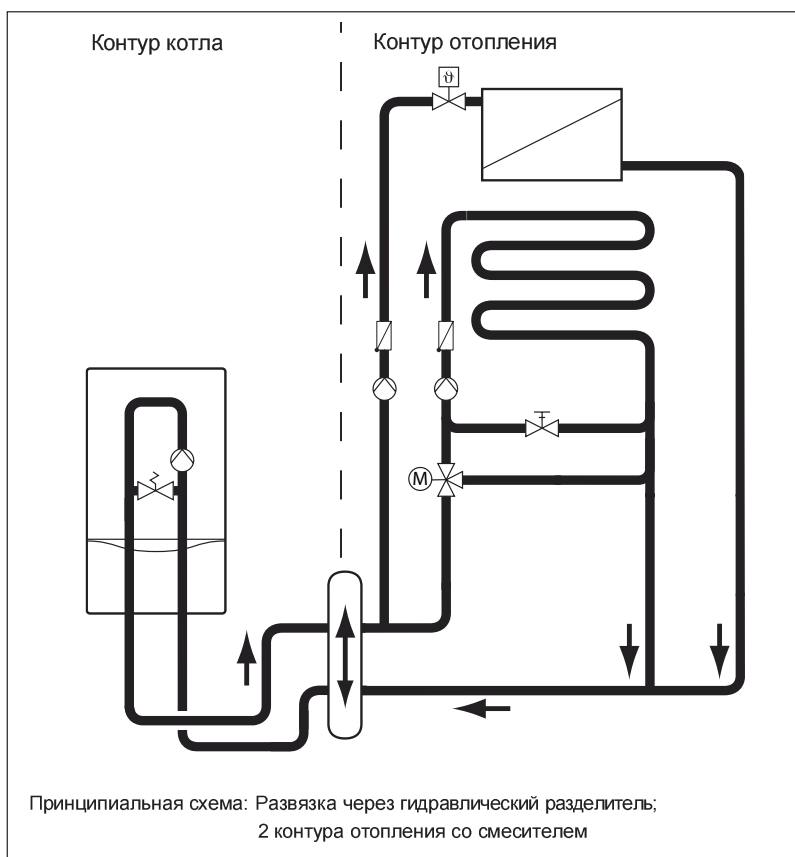 Контур котла
Контур отопления
ϑ
M
Принципиальная схема: Развязка через гидравлический разделитель;
2 контура отопления со смесителем